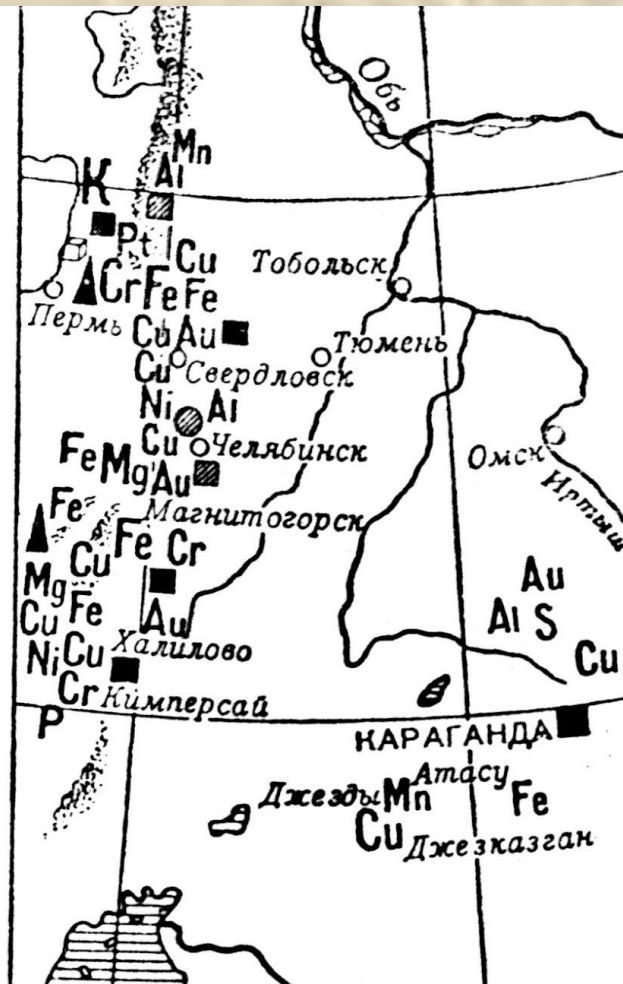 Обь
Mn
Al
К
Pt
Cu
Cr Fe Fe
Тобольск
Пермь
Cu Au
Тюмень
Cu Свердловск
Ni Al
Cu Челябинск
Омск
Fe Mg Au
Иртыш
Магнитогорск
Fe
Fe Cr
Cu
Mg
Au
Al S
Cu
Fe
Au
Cu
Халилово
Ni Cu
Cr Кимперсай
P
КАРАГАНДА
Атасу
Джезды Mn
Fe
Cu Джезказган